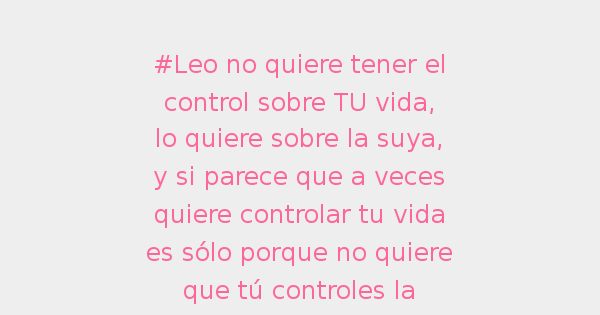 #Leo no quiere tener el
control sobre TU vida,
lo quiere sobre la suya,
y si parece que a veces
quiere controlar tu vida
es sólo porque no quiere
que tú controles la